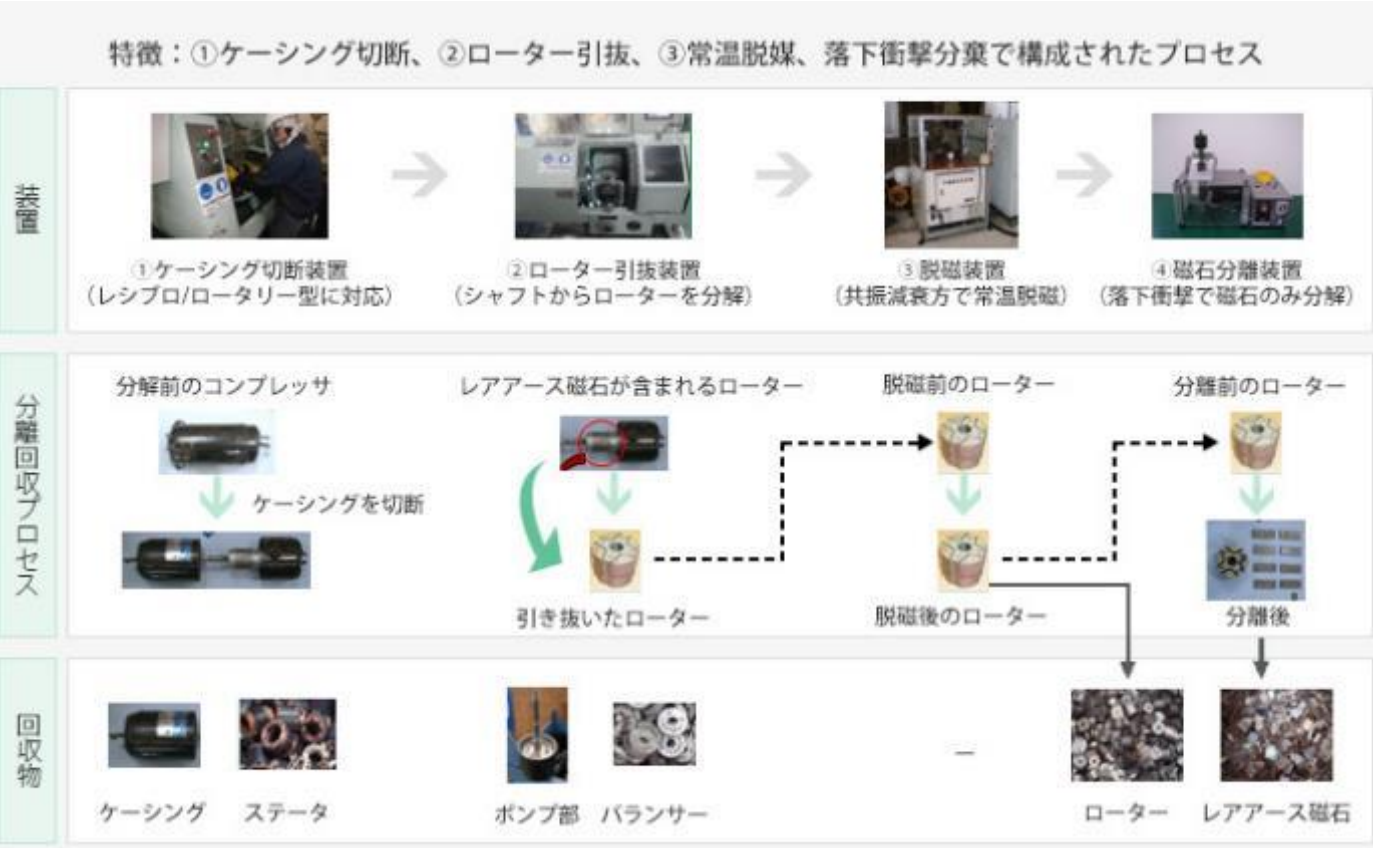 特徴：①ケーシング切断、②ローター引抜、③常温脱媒、落下衝撃分棄で構成されたプロセス
装置
①ケーシング切断装置
（レシブロ/ロータリー型に対応）
②ローター引抜装置
（シャフトからローターを分解）
③脱磁装置
（共振減衰方で常温脱磁）
④磁石分離装置
（落下衝撃で磁石のみ分解）
分離回収プロセス
分解前のコンプレッサ
ケーシングを切断
レアアース磁石が含まれるローター
引き抜いたローター
脱磁前のローター
脱磁後のローター
分離前のローター
分離後
回収物
ケーシング
ステータ
ポンプ部
バランサー
–
ローター
レアアース磁石